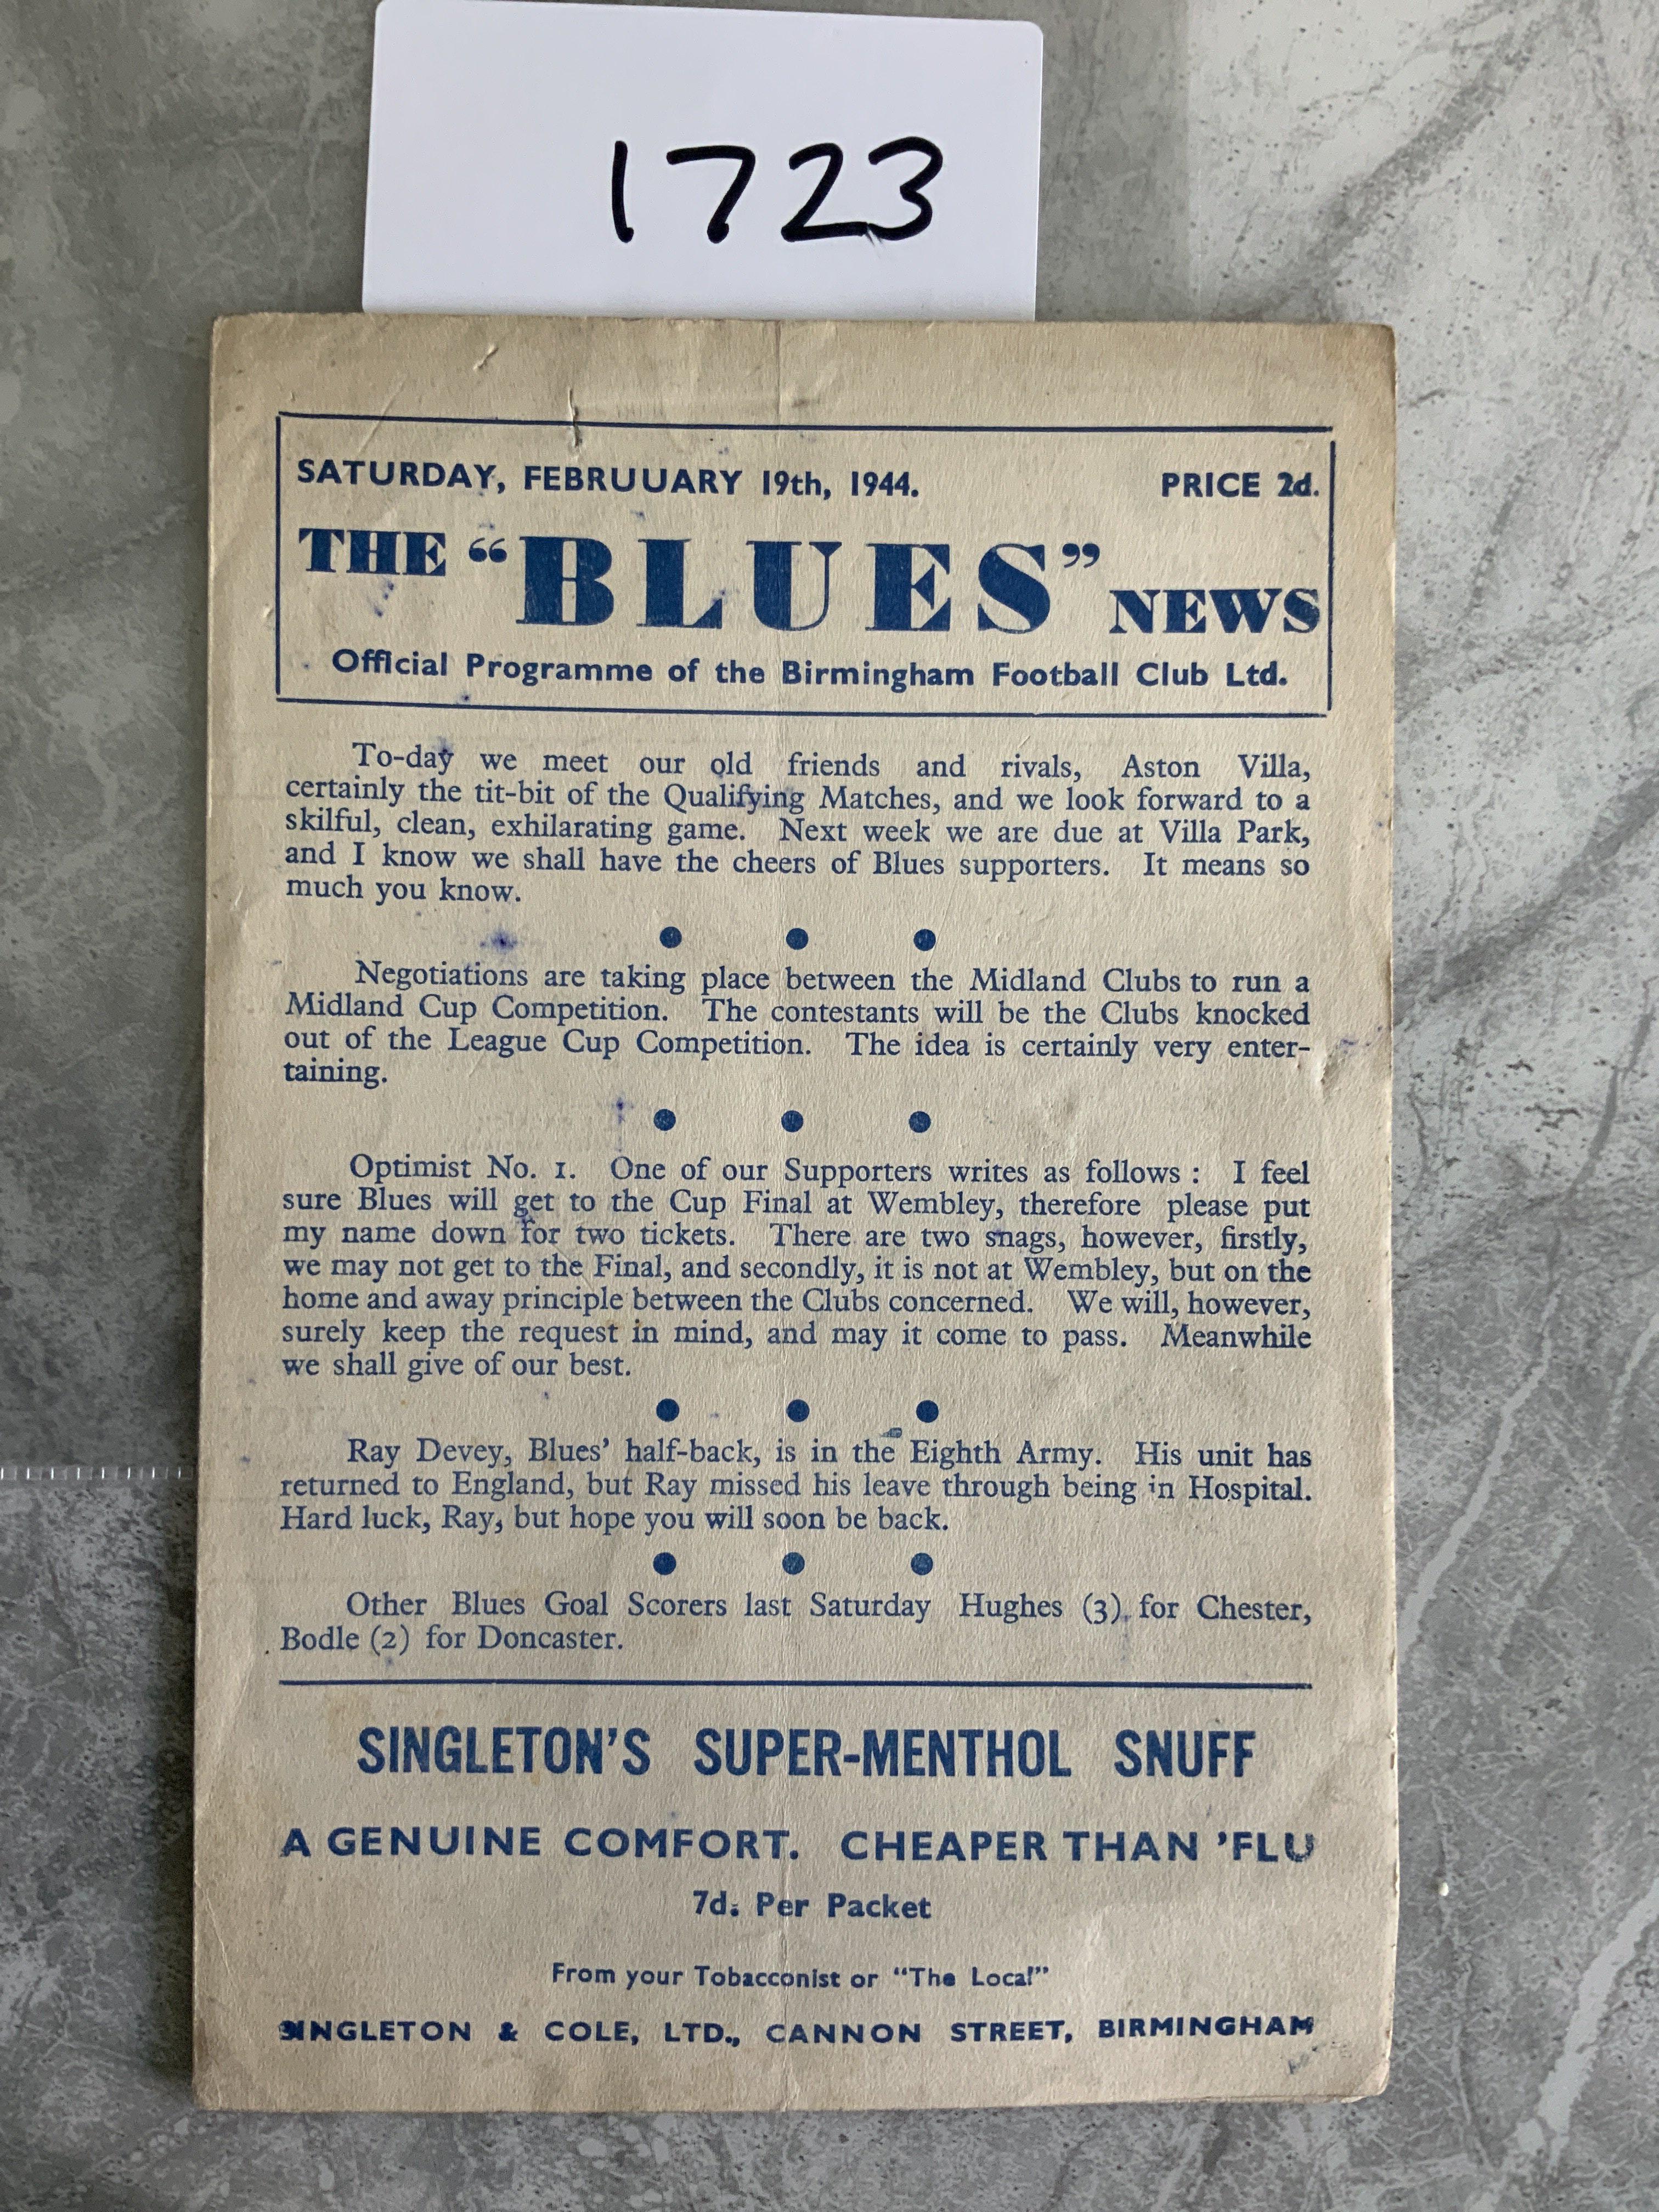 1723
SATURDAY, FEBRUUARY 19th, 1944. PRICE 2d.
THE "BLUES" NEWS
Official Programme of the Birmingham Football Club Ltd.
To-day we meet our old friends and rivals, Aston Villa,
certainly the tit-bit of the Qualifying Matches, and we look forward to a
skilful, clean, exhilarating game. Next week we are due at Villa Park,
and I know we shall have the cheers of Blues supporters. It means so
much you know.
Negotiations are taking place between the Midland Clubs to run a
Midland Cup Competition. The contestants will be the Clubs knocked
out of the League Cup Competition. The idea is certainly very enter-
taining.
Optimist No. 1. One of our Supporters writes as follows : I feel
sure Blues will get to the Cup Final at Wembley, therefore please put
my name down for two tickets. There are two snags, however, firstly,
we may not get to the Final, and secondly, it is not at Wembley, but on the
home and away principle between the Clubs concerned. We will, however,
surely keep the request in mind, and may it come to pass. Meanwhile
we shall give of our best.
Ray Devey, Blues' half-back, is in the Eighth Army. His unit has
returned to England, but Ray missed his leave through being in Hospital.
Hard luck, Ray, but hope you will soon be back.
Other Blues Goal Scorers last Saturday Hughes (3) for Chester,
Bodle (2) for Doncaster.
SINGLETON'S SUPER-MENTHOL SNUFF
A GENUINE COMFORT. CHEAPER THAN 'FLU
7d. Per Packet
From your Tobacconist or "The Local"
SINGLETON & COLE, LTD., CANNON STREET, BIRMINGHAM